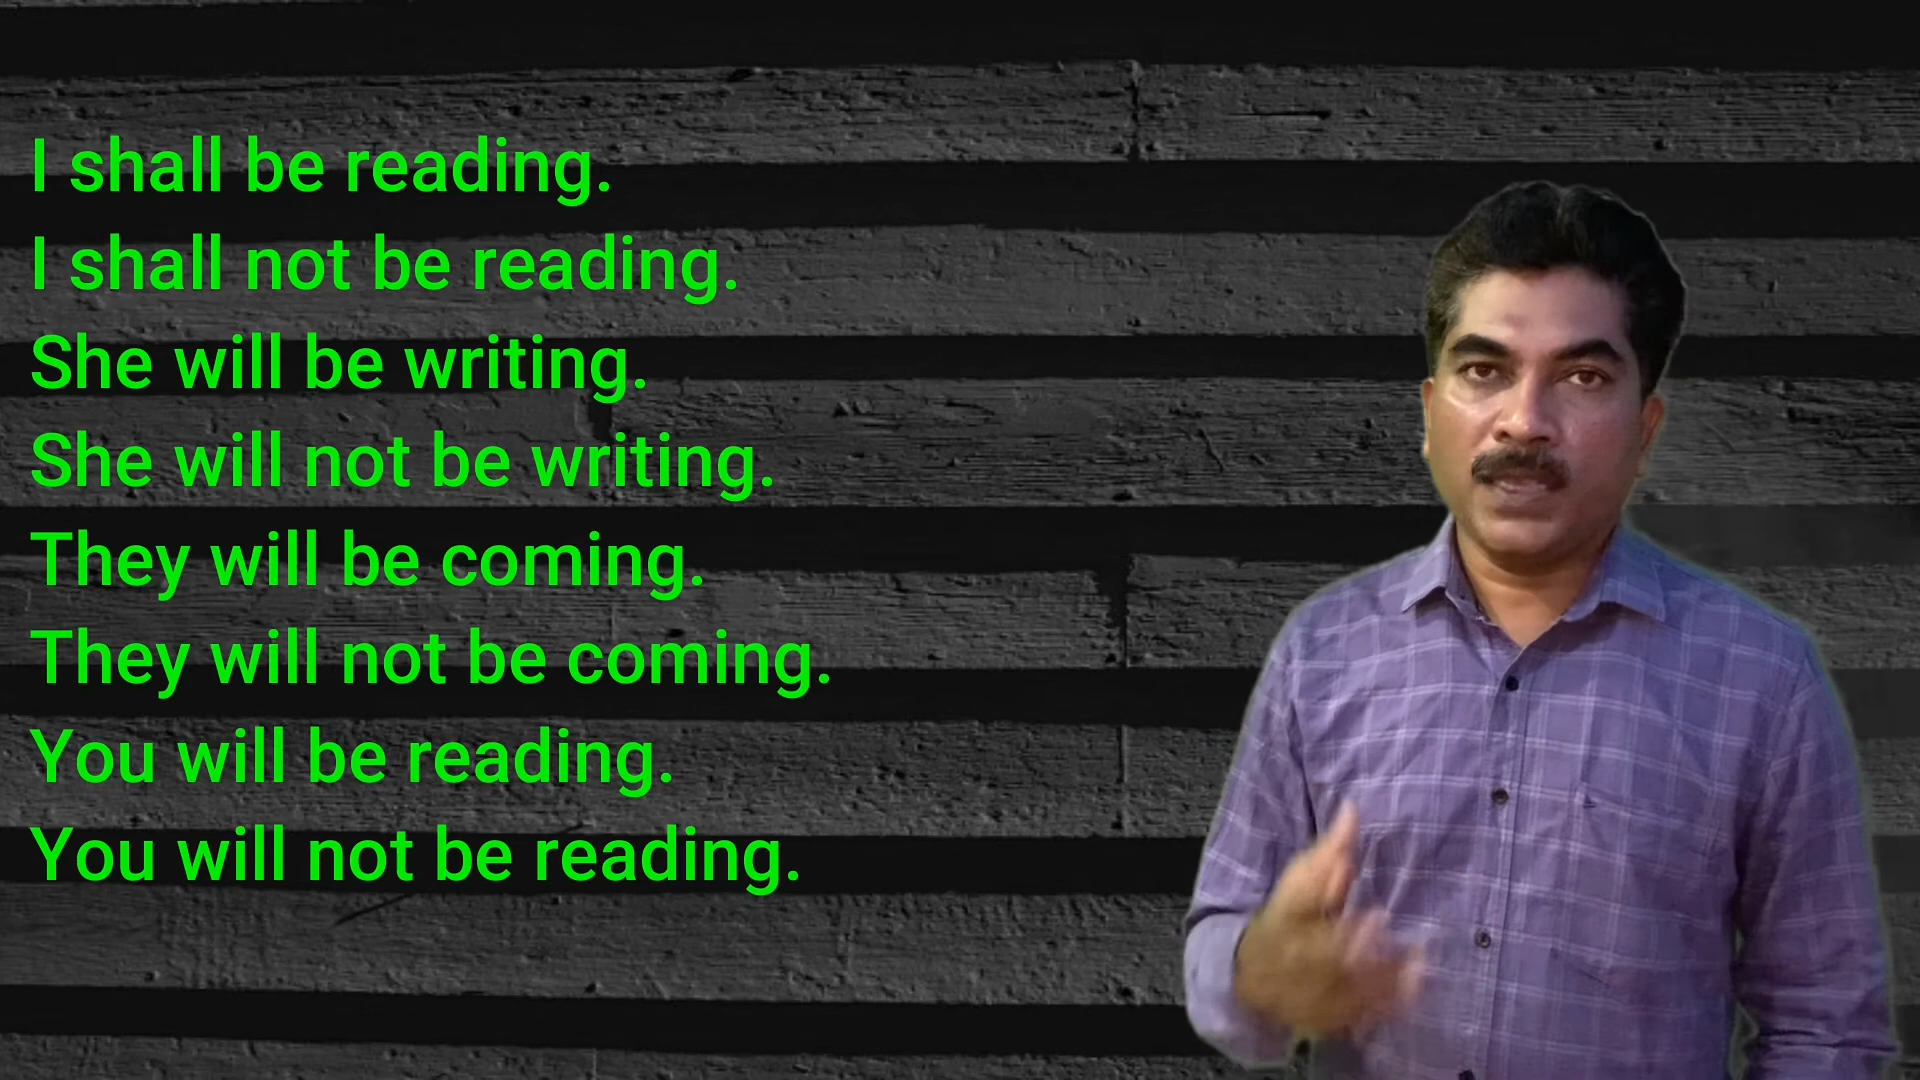 I shall be reading.
I shall not be reading.
She will be writing.
She will not be writing.
They will be coming.
They will not be coming.
You will be reading.
You will not be reading.